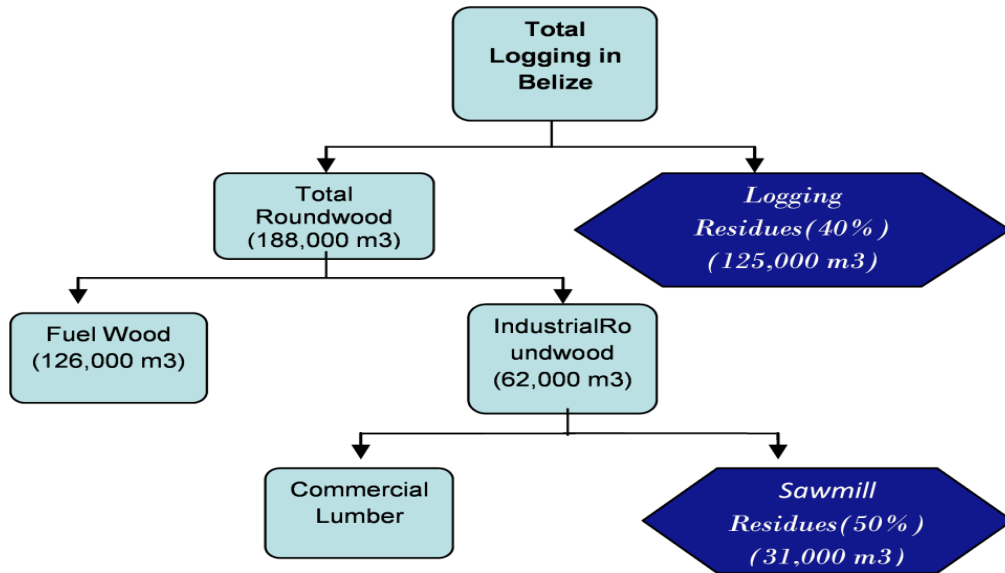 Total
Logging in
Belize
Total
Roundwood
(188,000 m3)
Logging
Residues(40%)
(125,000 m3)
Fuel Wood
(126,000 m3)
IndustrialRo
undwood
(62,000 m3)
Commercial
Lumber
Sawmill
Residues(50%)
(31,000 m3)